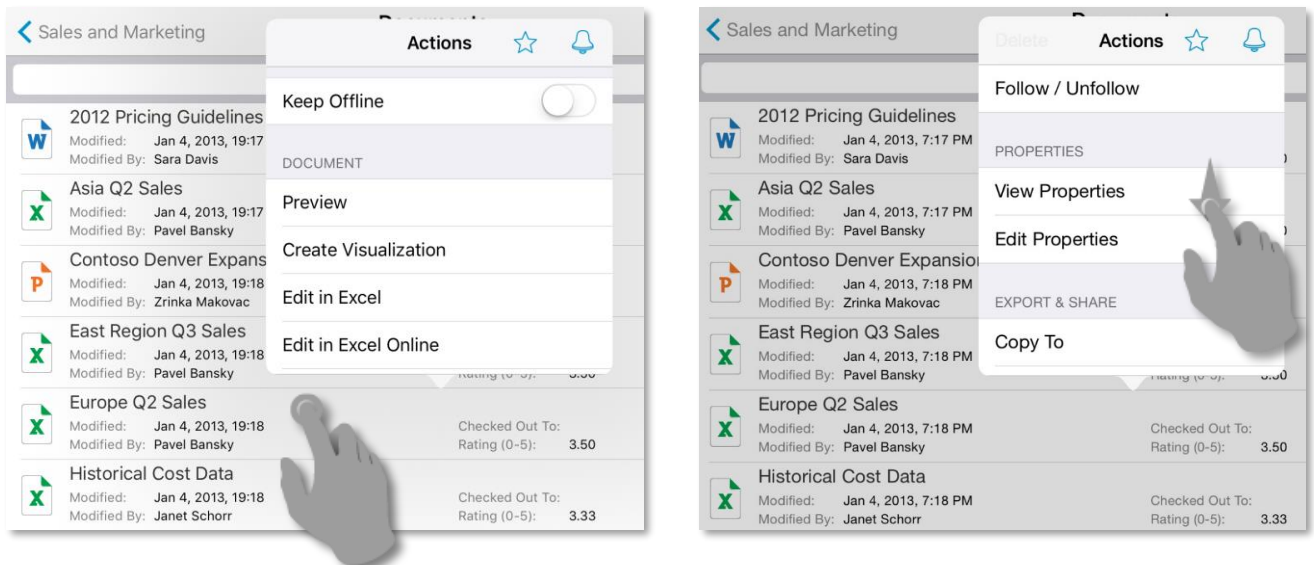 Sales and Marketing
Actions
Keep Offline
DOCUMENT
Preview
Create Visualization
Edit in Excel
Edit in Excel Online
2012 Pricing Guidelines
Modified: Jan 4, 2013, 19:17
Modified By: Sara Davis
Asia Q2 Sales
Modified: Jan 4, 2013, 19:17
Modified By: Pavel Bansky
Contoso Denver Expans
Modified: Jan 4, 2013, 19:18
Modified By: Zrinka Makovac
East Region Q3 Sales
Modified: Jan 4, 2013, 19:18
Modified By: Pavel Bansky
Europe Q2 Sales
Modified: Jan 4, 2013, 19:18 Checked Out To:
Modified By: Pavel Bansky Rating (0-5): 3.50
Historical Cost Data
Modified: Jan 4, 2013, 19:18 Checked Out To:
Modified By: Janet Schorr Rating (0-5): 3.33
Sales and Marketing
Delete Actions
Follow / Unfollow
PROPERTIES
View Properties
Edit Properties
EXPORT & SHARE
Copy To
2012 Pricing Guidelines
Modified: Jan 4, 2013, 7:17 PM
Modified By: Sara Davis
Asia Q2 Sales
Modified: Jan 4, 2013, 7:17 PM
Modified By: Pavel Bansky
Contoso Denver Expansion
Modified: Jan 4, 2013, 7:18 PM
Modified By: Zrinka Makovac
East Region Q3 Sales
Modified: Jan 4, 2013, 7:18 PM
Modified By: Pavel Bansky
Europe Q2 Sales
Modified: Jan 4, 2013, 7:18 PM Checked Out To:
Modified By: Pavel Bansky Rating (0-5): 3.50
Historical Cost Data
Modified: Jan 4, 2013, 7:18 PM Checked Out To:
Modified By: Janet Schorr Rating (0-5): 3.33